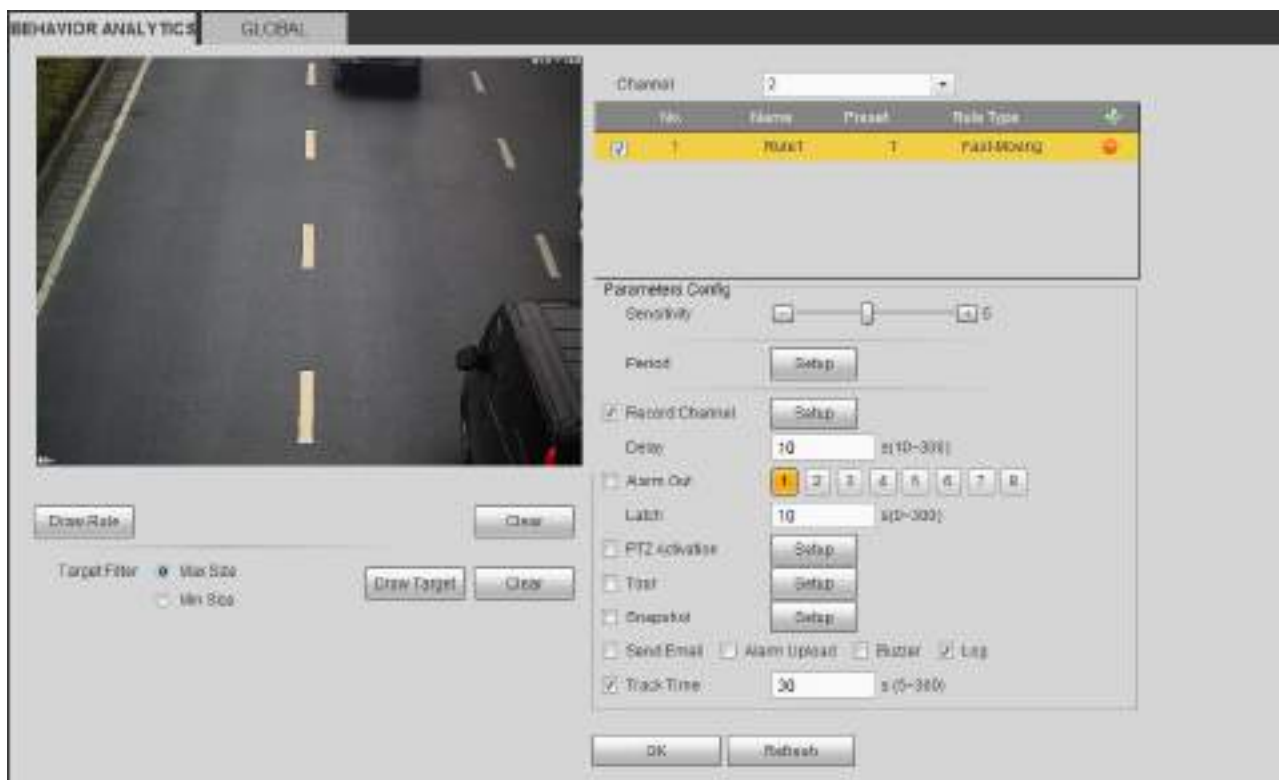 BEHAVIOR ANALYTICS GLOBAL
Channel 2
No. Name Preset Rule Type
1 Rule1 1 Fast-Moving
Parameters Config
Sensitivity 5
Period Setup
Record Channel Setup
Delay 10 s(10~300)
Alarm Out 1 2 3 4 5 6 7 8
Latch 10 s(0~300)
PTZ Activation Setup
Tour Setup
Snapshot Setup
Send Email Alarm Upload Buzzer Log
Track Time 30 s (5~300)
OK Refresh
Draw Rule Clear
Target Filter Max Size Draw Target Clear
Min Size